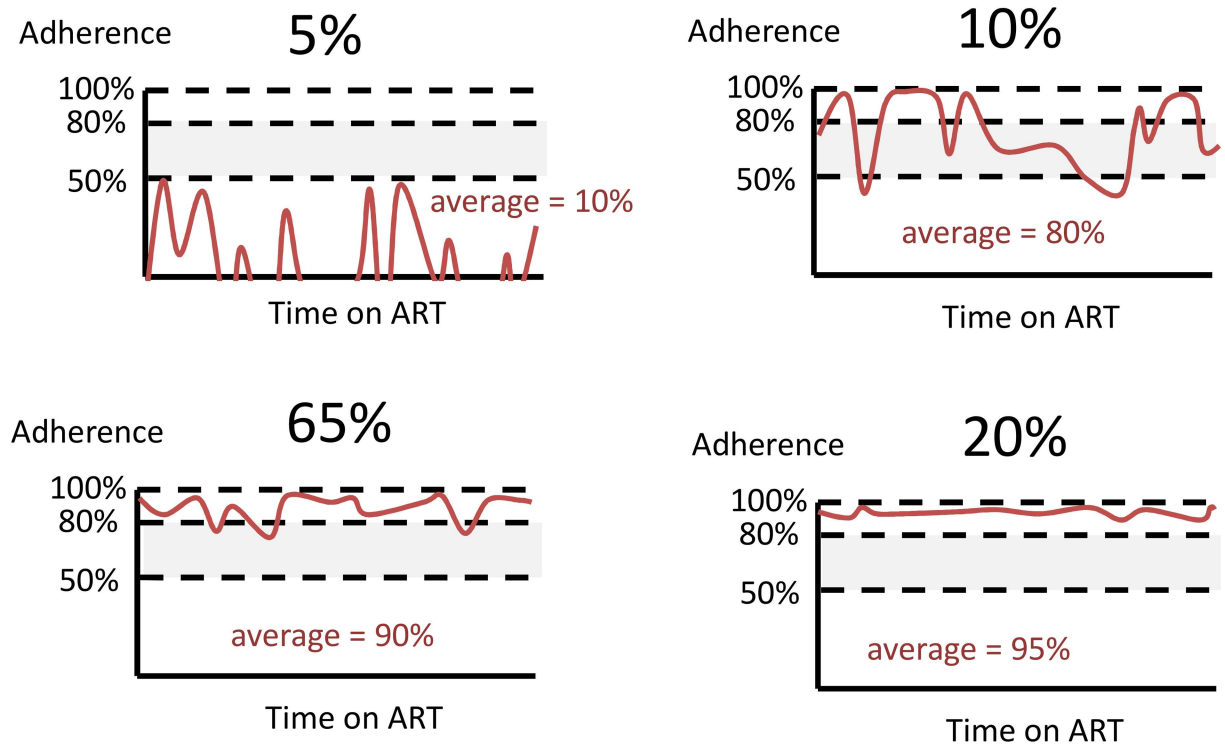 Adherence 5%
100%
80%
50%
average = 10%
Time on ART
Adherence 10%
100%
80%
50%
average = 80%
Time on ART
Adherence 65%
100%
80%
50%
average = 90%
Time on ART
Adherence 20%
100%
80%
50%
average = 95%
Time on ART